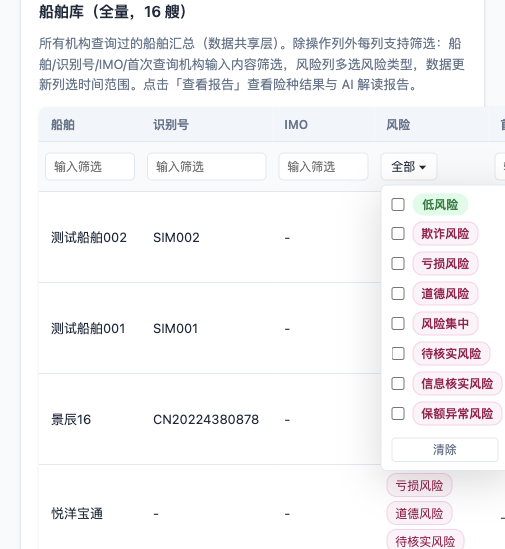 船舶库（全量，16 艘）
所有机构查询过的船舶汇总（数据共享层）。除操作列外每列支持筛选：船
舶/识别号/IMO/首次查询机构输入内容筛选，风险列多选风险类型，数据更
新列选时间范围。点击「查看报告」查看险种结果与 AI 解读报告。
船舶 识别号 IMO 风险
输入筛选 输入筛选 输入筛选 全部
低风险
欺诈风险
测试船舶002 SIM002 -
亏损风险
道德风险
风险集中
测试船舶001 SIM001 -
待核实风险
信息核实风险
保额异常风险
景辰16 CN20224380878 -
清除
亏损风险
悦洋宝通 - - 道德风险
待核实风险